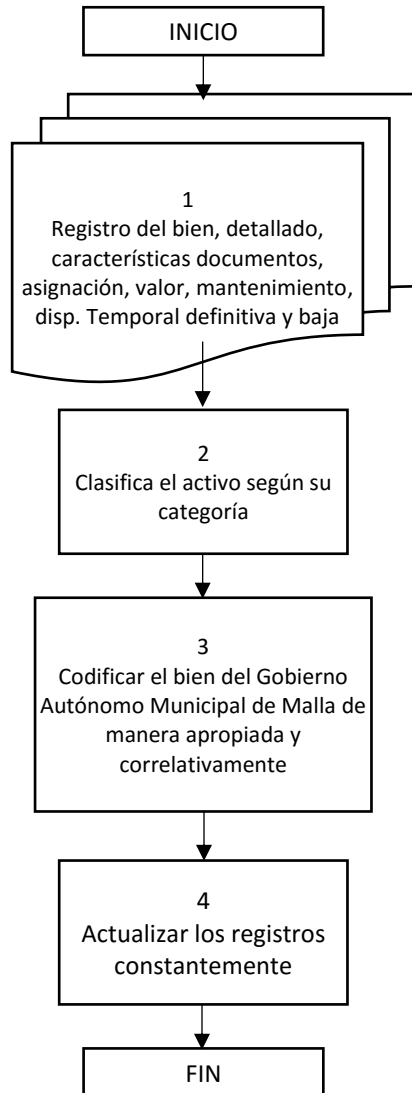 INICIO
1
Registro del bien, detallado,
características documentos,
asignación, valor, mantenimiento,
disp. Temporal definitiva y baja
2
Clasifica el activo según su
categoría
3
Codificar el bien del Gobierno
Autónomo Municipal de Malla de
manera apropiada y
correlativamente
4
Actualizar los registros
constantemente
FIN